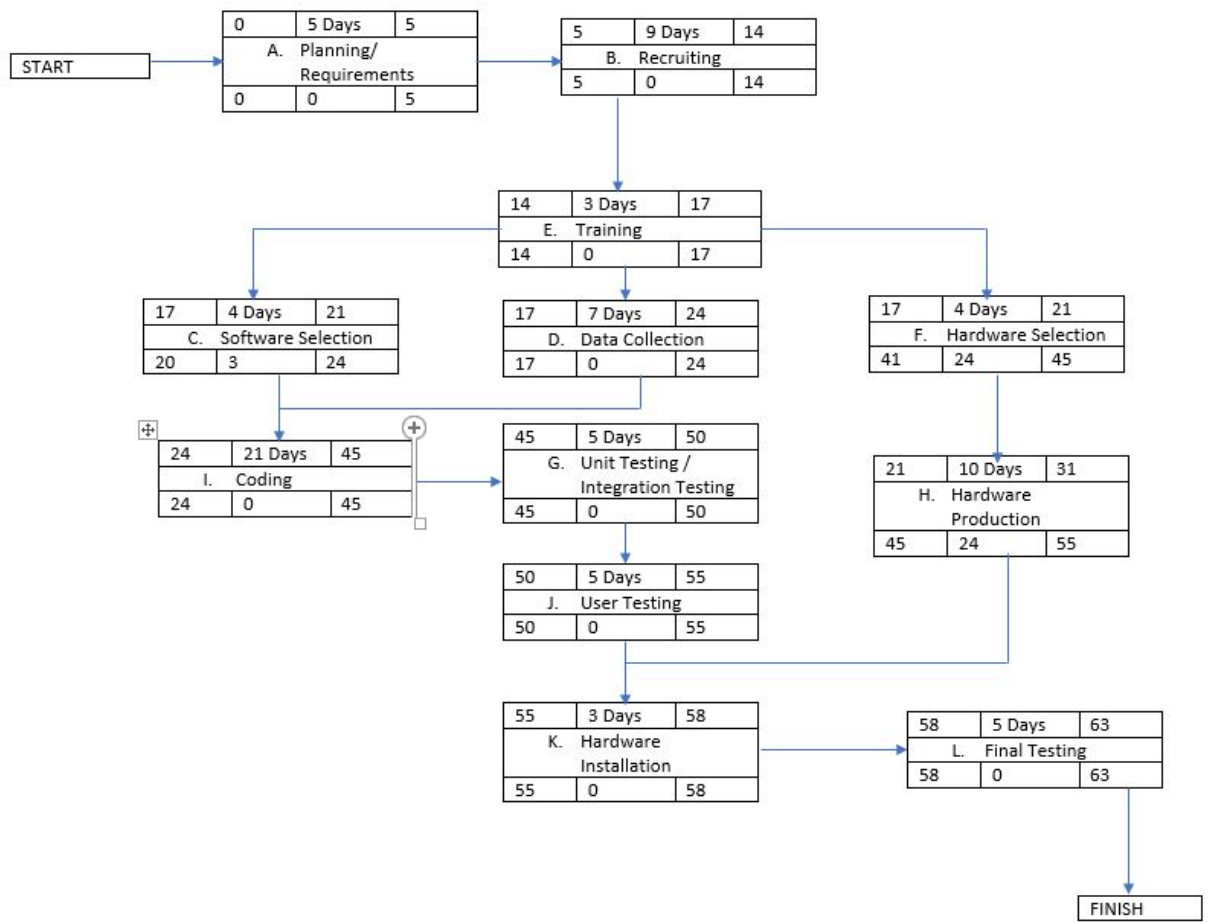 0 5 Days 5
A. Planning/
Requirements
0 0 5
5 9 Days 14
B. Recruiting
5 0 14
START
14 3 Days 17
E. Training
14 0 17
17 4 Days 21
C. Software Selection
20 3 24
17 7 Days 24
D. Data Collection
17 0 24
17 4 Days 21
F. Hardware Selection
41 24 45
24 21 Days 45
I. Coding
24 0 45
45 5 Days 50
G. Unit Testing /
Integration Testing
45 0 50
21 10 Days 31
H. Hardware
Production
45 24 55
50 5 Days 55
J. User Testing
50 0 55
55 3 Days 58
K. Hardware
Installation
55 0 58
58 5 Days 63
L. Final Testing
58 0 63
FINISH